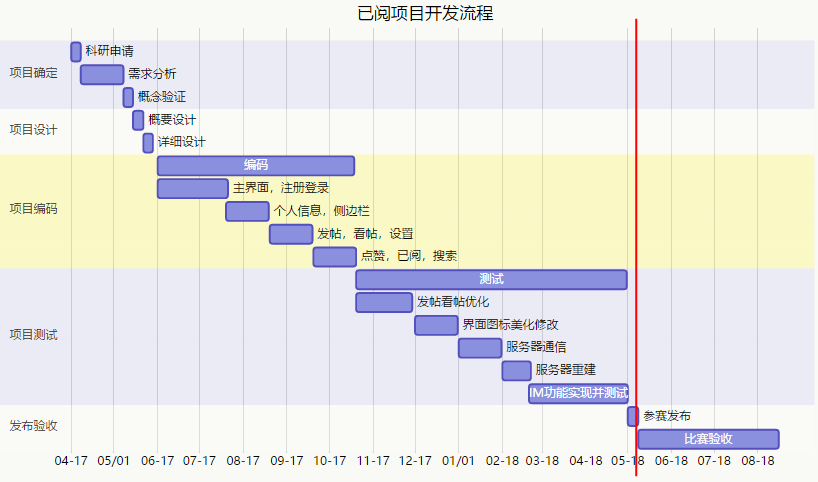 已阅项目开发流程
科研申请
项目确定
需求分析
概念验证
概要设计
项目设计
详细设计
编码
主界面，注册登录
项目编码
个人信息，侧边栏
发帖，看帖，设置
点赞，已阅，搜索
测试
发帖看帖优化
界面图标美化修改
项目测试
服务器通信
服务器重建
IM功能实现并测试
参赛发布
发布验收
比赛验收
04-17 05/01 06-17 07-17 08-17 09-17 10-17 11-17 12-17 01/01 02-18 03-18 04-18 05-18 06-18 07-18 08-18